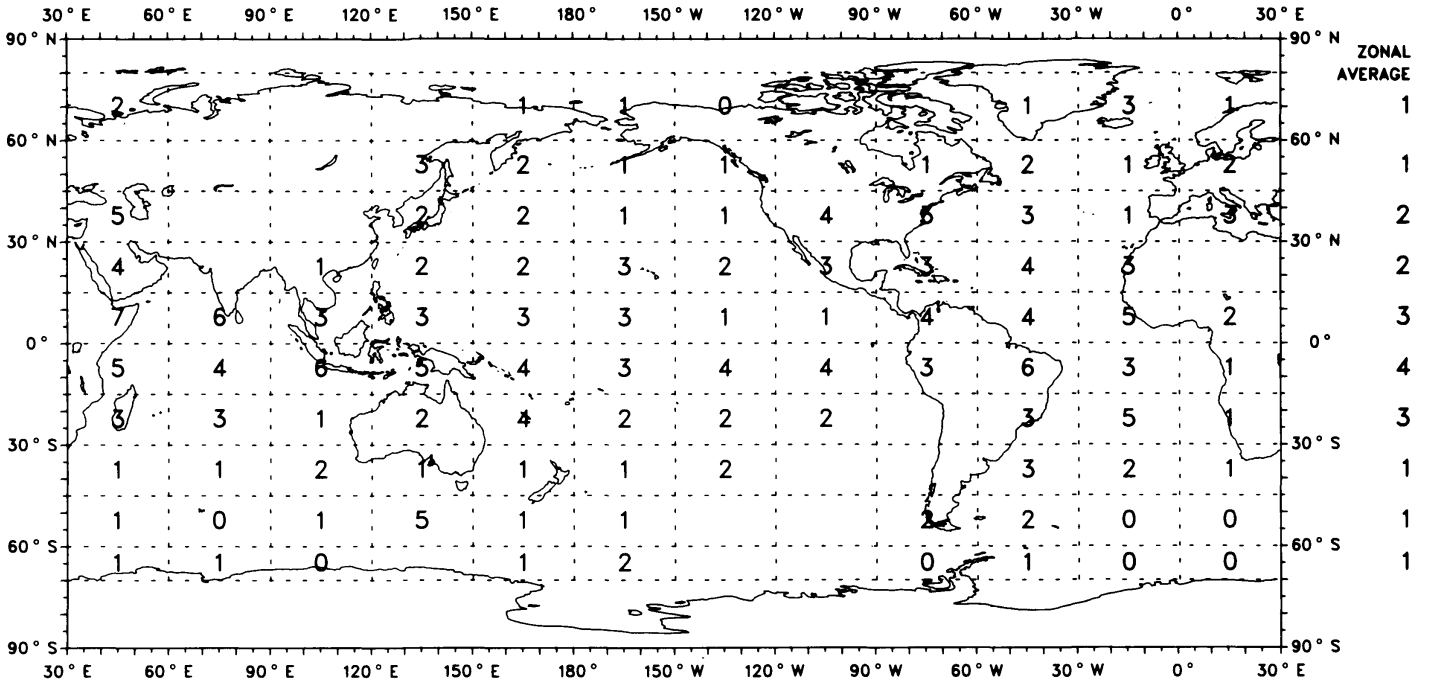 30° E 60° E 90° E 120° E 150° E 180° 150° W 120° W 90° W 60° W 30° W 0° 30° E
90° N 90° N
ZONAL
AVERAGE
2 1 1 0 1 3 1 1
60° N 60° N
3 2 1 1 1 2 1 2 1
5 2 2 1 1 4 6 3 1 3 2
30° N 30° N
4 1 2 2 3 2 3 3 4 3 2
7 6 3 3 3 3 1 1 4 4 5 2 3
0° 0°
5 4 6 5 4 3 4 4 3 6 3 1 4
3 3 1 2 4 2 2 2 3 5 1 3
30° S 30° S
1 1 2 1 1 1 2 3 2 1 1
1 0 1 5 1 1 2 2 0 0 1
60° S 60° S
1 1 0 1 2 0 1 0 0 1
90° S 90° S
30° E 60° E 90° E 120° E 150° E 180° 150° W 120° W 90° W 60° W 30° W 0° 30° E